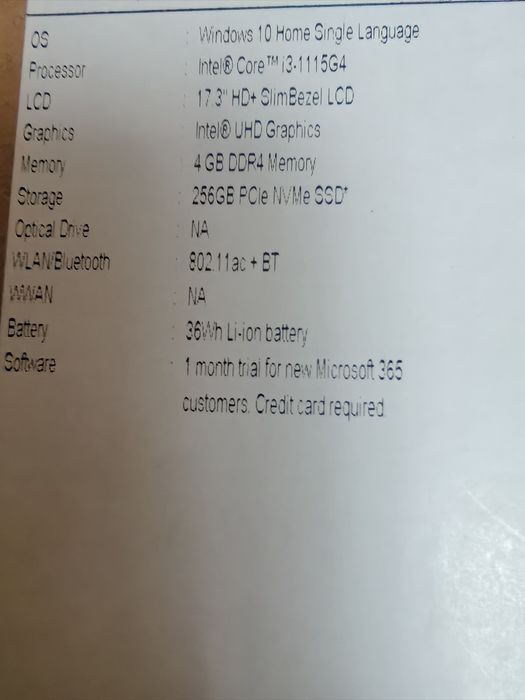 OS : Windows 10 Home Single Language
Processor : Intel® Core™ i3-1115G4
LCD : 17.3" HD+ SlimBezel LCD
Graphics : Intel® UHD Graphics
Memory : 4 GB DDR4 Memory
Storage : 256GB PCIe NVMe SSD*
Optical Drive : NA
WLAN/Bluetooth : 802.11ac + BT
WWAN : NA
Battery : 36Wh Li-ion battery
Software : 1 month trial for new Microsoft 365
customers. Credit card required.